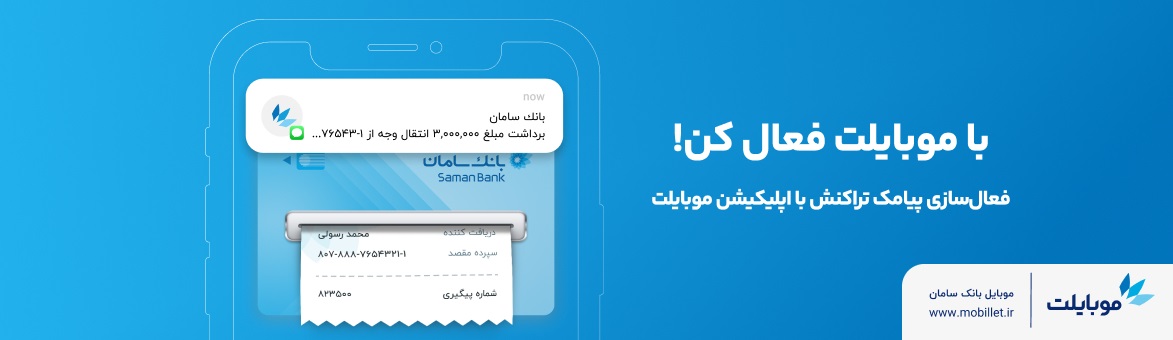 با موبایلت فعال کن!
فعال‌سازی پیامک تراکنش با اپلیکیشن موبایلت
now
بانک سامان
برداشت مبلغ ۳,۰۰۰,۰۰۰ انتقال وجه از ۱-۷۶۵۴۳...
بانک سامان
Saman Bank
دریافت کننده محمد رسولی
سپرده مقصد ۸۰۷-۸۸۸-۷۶۵۴۳۲۱-۱
شماره پیگیری ۸۲۳۵۰۰
موبایلت
موبایل بانک سامان
www.mobillet.ir